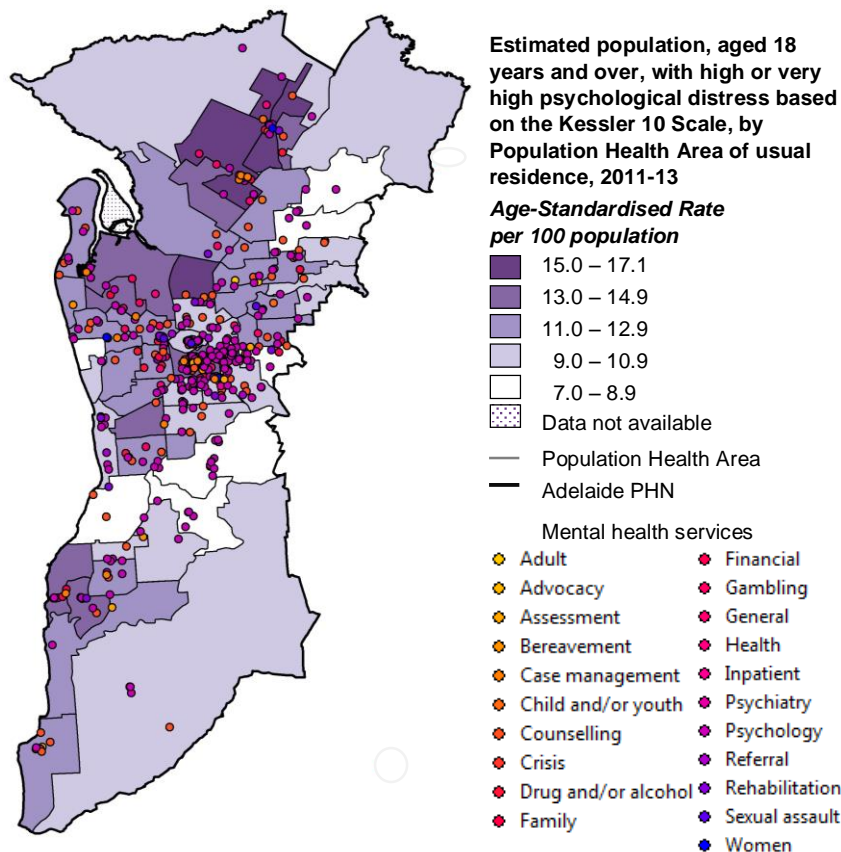 Estimated population, aged 18
years and over, with high or very
high psychological distress based
on the Kessler 10 Scale, by
Population Health Area of usual
residence, 2011-13
Age-Standardised Rate
per 100 population
15.0 – 17.1
13.0 – 14.9
11.0 – 12.9
9.0 – 10.9
7.0 – 8.9
Data not available
Population Health Area
Adelaide PHN
Mental health services
Adult
Advocacy
Assessment
Bereavement
Case management
Child and/or youth
Counselling
Crisis
Drug and/or alcohol
Family
Financial
Gambling
General
Health
Inpatient
Psychiatry
Psychology
Referral
Rehabilitation
Sexual assault
Women